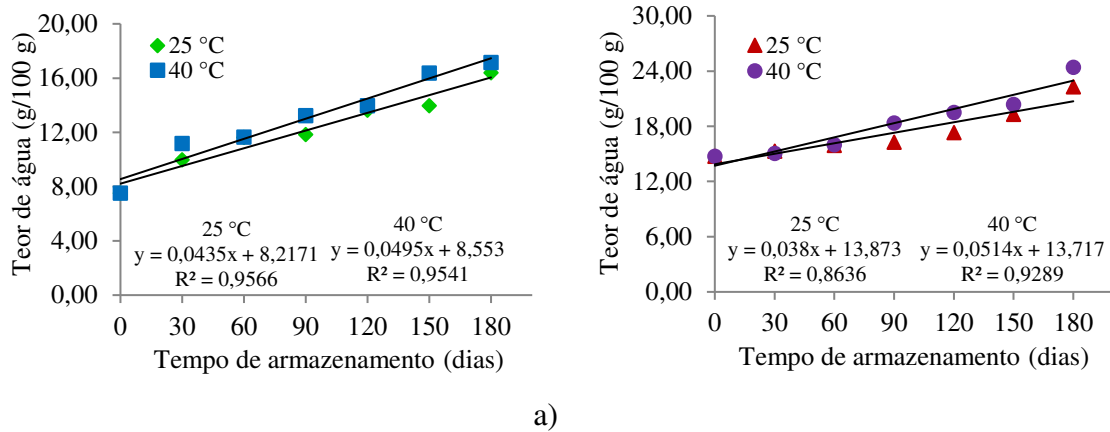 20,00
16,00
12,00
8,00
4,00
0,00
Teor de água (g/100 g)
25 °C
40 °C
25 °C
y = 0,0435x + 8,2171
R² = 0,9566
40 °C
y = 0,0495x + 8,553
R² = 0,9541
0 30 60 90 120 150 180
Tempo de armazenamento (dias)
30,00
24,00
18,00
12,00
6,00
0,00
Teor de água (g/100 g)
25 °C
40 °C
25 °C
y = 0,038x + 13,873
R² = 0,8636
40 °C
y = 0,0514x + 13,717
R² = 0,9289
0 30 60 90 120 150 180
Tempo de armazenamento (dias)
a)